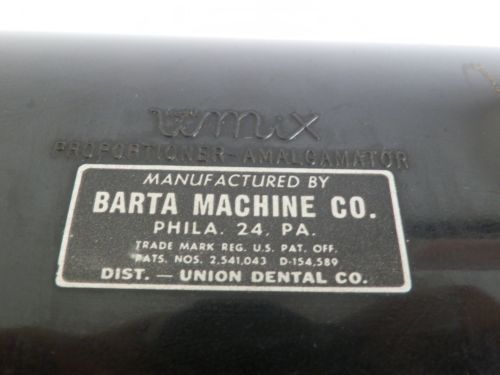 PROPORTIONER-AMALGAMATOR
MANUFACTURED BY
BARTA MACHINE CO.
PHILA. 24, PA.
TRADE MARK REG. U.S. PAT. OFF.
PATS. NOS. 2,541,043 D-154,589
DIST. — UNION DENTAL CO.